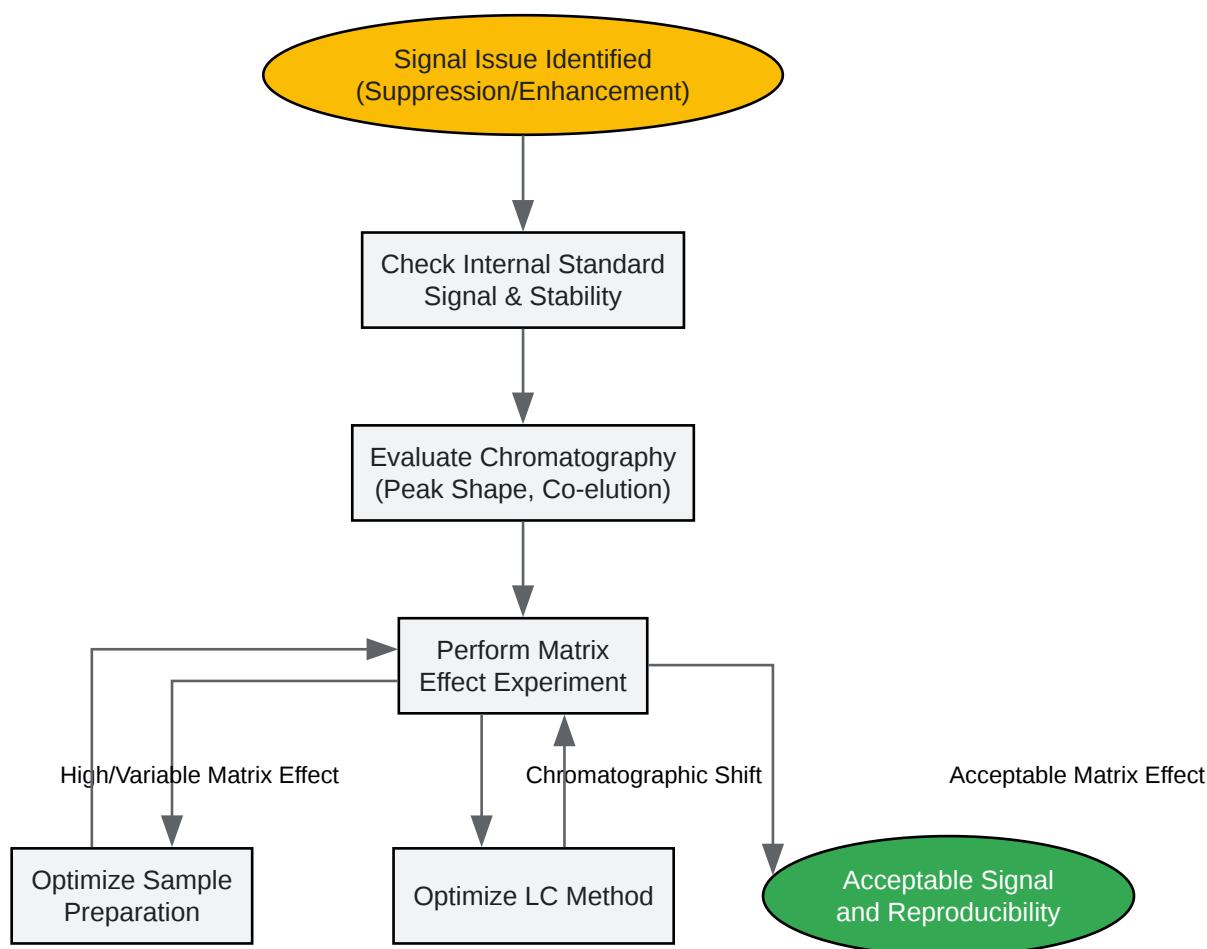 Signal Issue Identified
(Suppression/Enhancement)
Check Internal Standard
Signal & Stability
Evaluate Chromatography
(Peak Shape, Co-elution)
Perform Matrix
Effect Experiment
High/Variable Matrix Effect
Chromatographic Shift
Acceptable Matrix Effect
Optimize Sample
Preparation
Optimize LC Method
Acceptable Signal
and Reproducibility